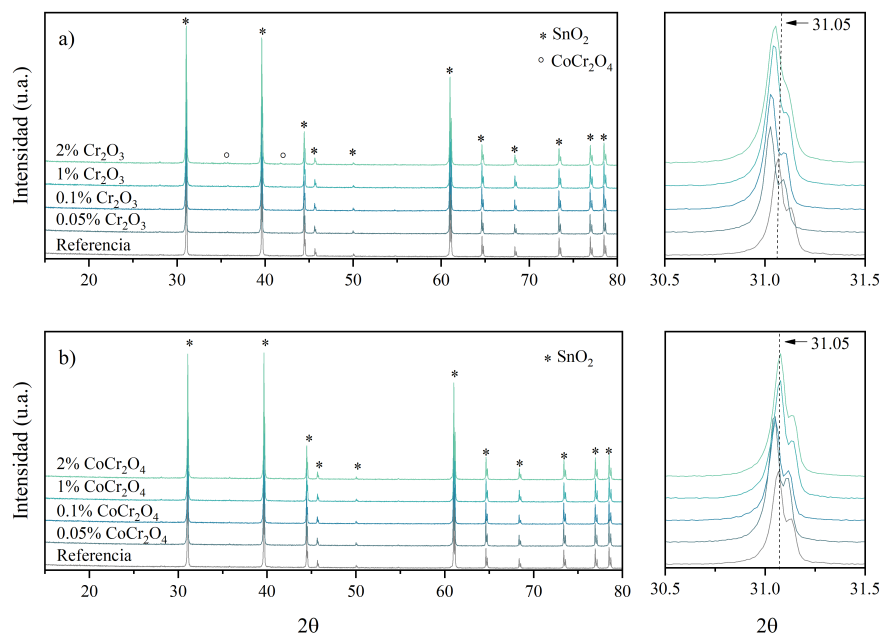 a)
* SnO₂
○ CoCr₂O₄
Intensidad (u.a.)
2% Cr₂O₃
1% Cr₂O₃
0.1% Cr₂O₃
0.05% Cr₂O₃
Referencia
20 30 40 50 60 70 80
31.05
30.5 31.0 31.5
b)
* SnO₂
Intensidad (u.a.)
2% CoCr₂O₄
1% CoCr₂O₄
0.1% CoCr₂O₄
0.05% CoCr₂O₄
Referencia
20 30 40 50 60 70 80
2θ
31.05
30.5 31.0 31.5
2θ